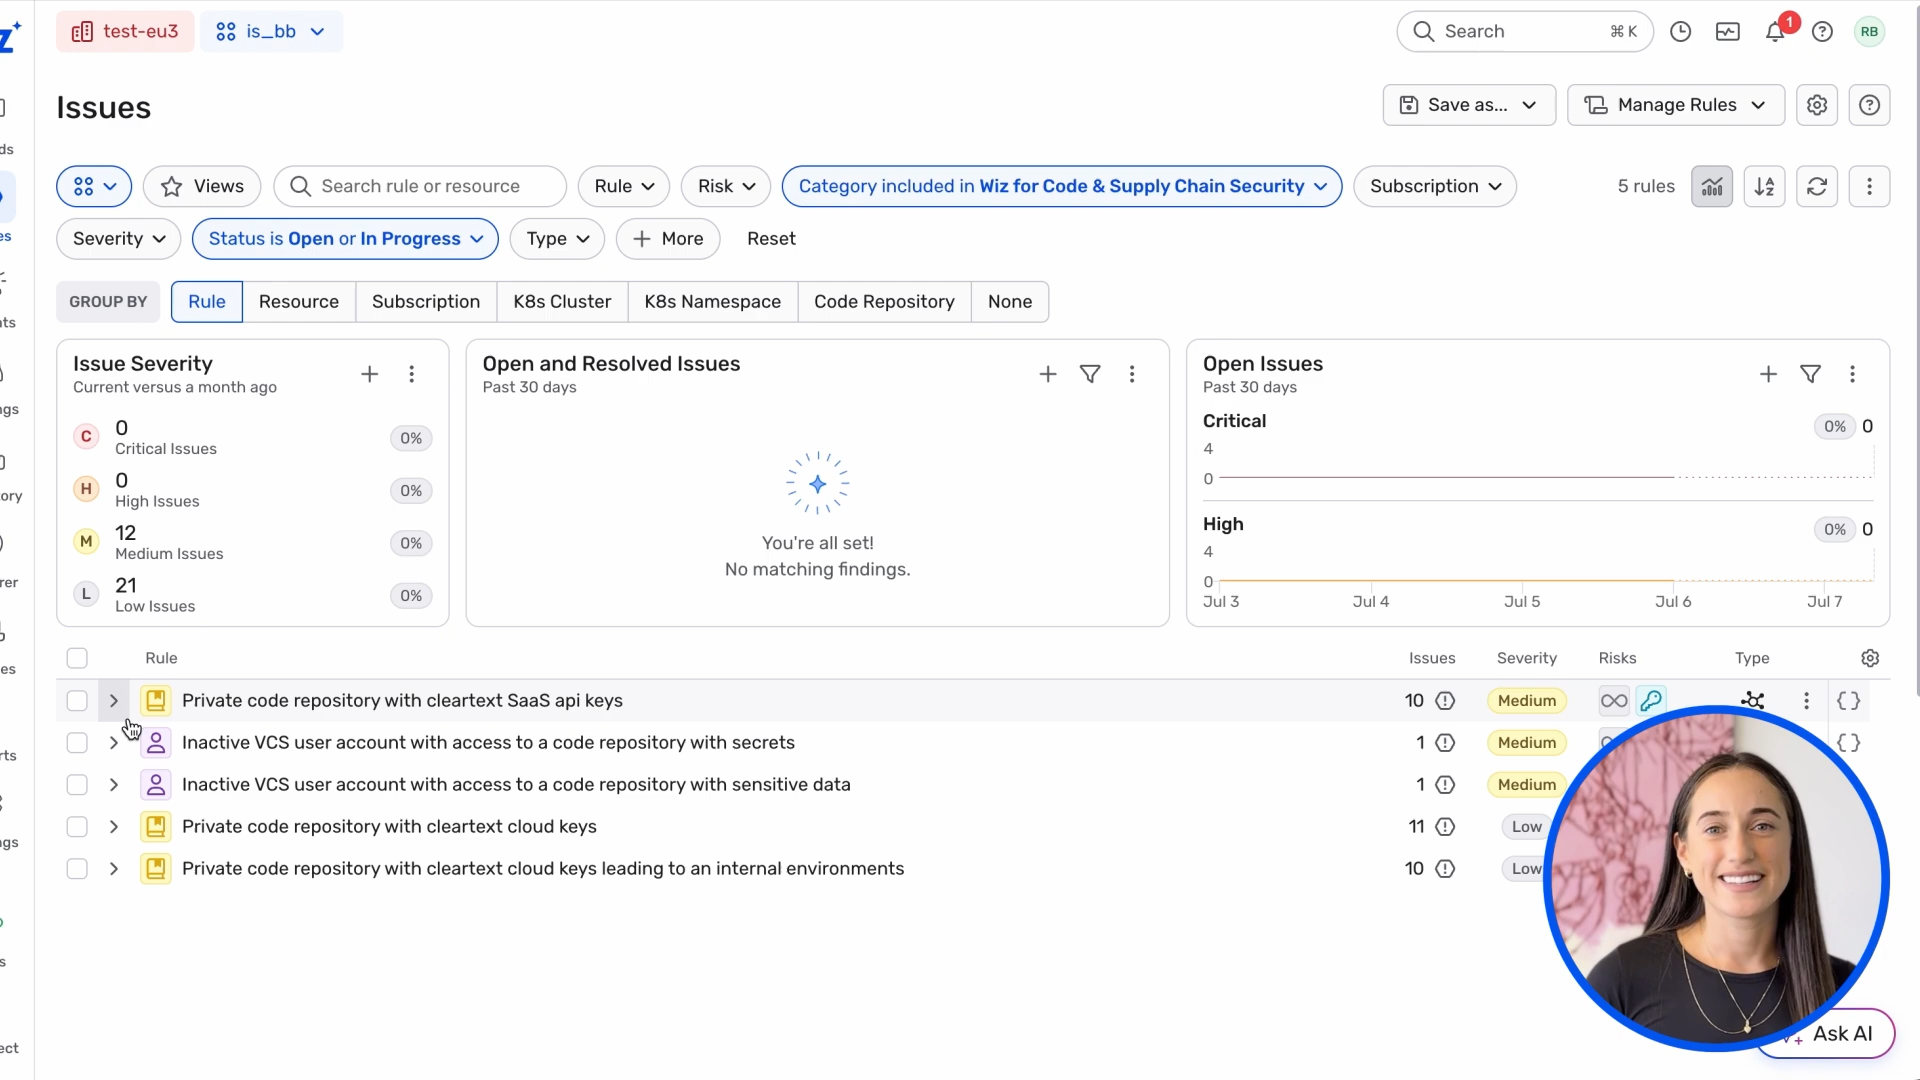 z
test-eu3
is_bb
Search
⌘ K
1
RB
Issues
Save as...
Manage Rules
Views
Search rule or resource
Rule
Risk
Category included in Wiz for Code & Supply Chain Security
Subscription
5 rules
Severity
Status is Open or In Progress
Type
More
Reset
GROUP BY
Rule
Resource
Subscription
K8s Cluster
K8s Namespace
Code Repository
None
Issue Severity
Current versus a month ago
C
0
Critical Issues
0%
H
0
High Issues
0%
M
12
Medium Issues
0%
L
21
Low Issues
0%
Open and Resolved Issues
Past 30 days
You're all set!
No matching findings.
Open Issues
Past 30 days
Critical
0% 0
4
0
High
0% 0
4
0
Jul 3
Jul 4
Jul 5
Jul 6
Jul 7
Rule
Issues
Severity
Risks
Type
Private code repository with cleartext SaaS api keys
10
Medium
Inactive VCS user account with access to a code repository with secrets
1
Medium
Inactive VCS user account with access to a code repository with sensitive data
1
Medium
Private code repository with cleartext cloud keys
11
Low
Private code repository with cleartext cloud keys leading to an internal environments
10
Low
Ask AI